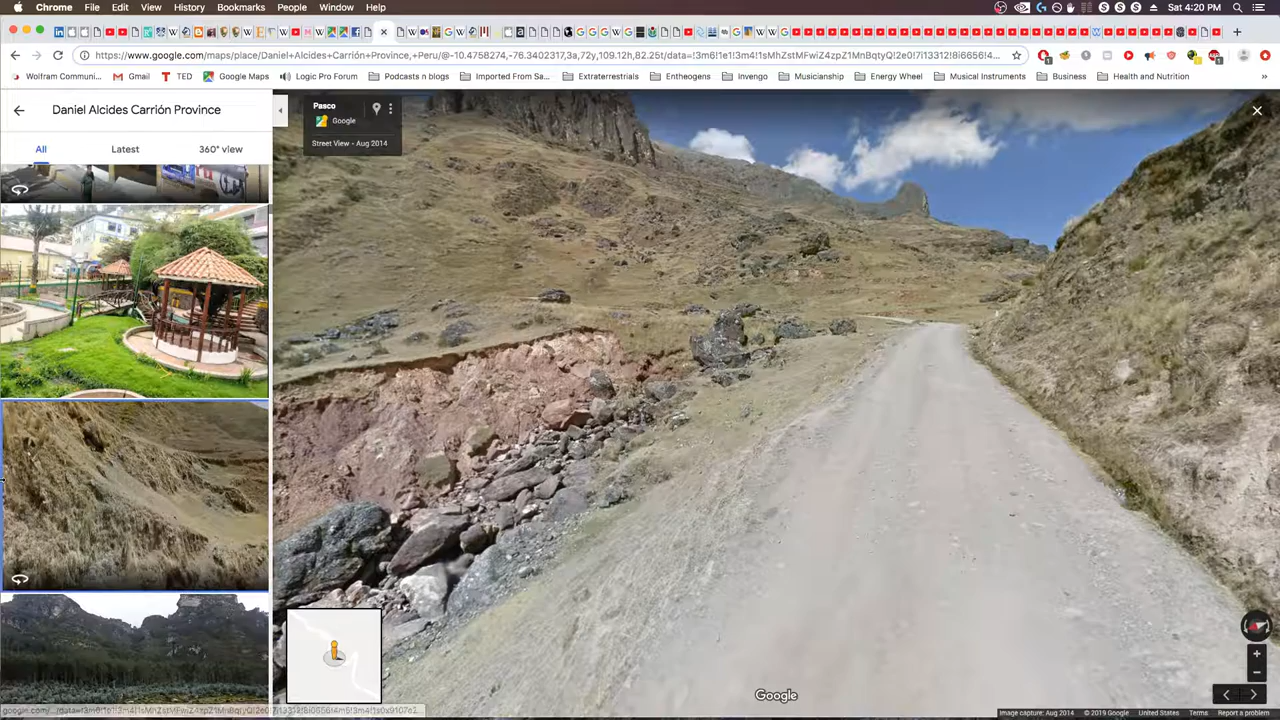 Chrome File Edit View History Bookmarks People Window Help Sat 4:20 PM
https://www.google.com/maps/place/Daniel+Alcides+Carrión+Province,+Peru/@-10.4758274,-76.3402317,3a,72y,109.12h,82.25t/data=!3m6!1e1!3m4!1sMhZstMFwiZ4zpZ1MnBqtyQ!2e0!7i13312!8i6656!4...
Wolfram Communi... Gmail TED Google Maps Logic Pro Forum Podcasts n blogs Imported From Sa... Extraterrestrials Entheogens Invengo Musicianship Energy Wheel Musical Instruments Business Health and Nutrition
Daniel Alcides Carrión Province
All Latest 360° view
Pasco
Google
Street View - Aug 2014
Google
Image capture: Aug 2014 © 2019 Google United States Terms Report a problem